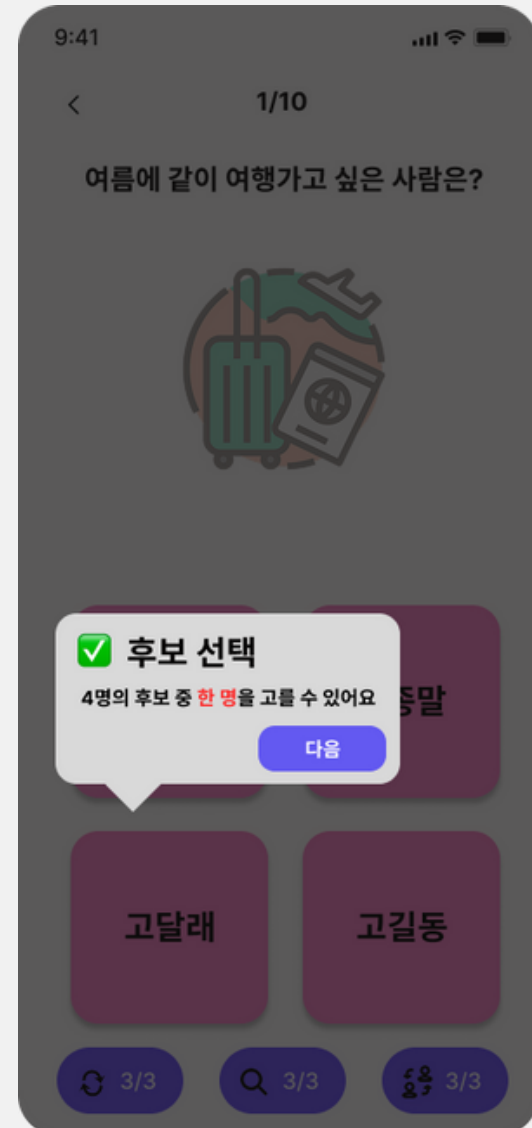 9:41
1/10
여름에 같이 여행가고 싶은 사람은?
✅ 후보 선택
4명의 후보 중 한 명을 고를 수 있어요
다음
고달래
고길동
3/3
3/3
3/3